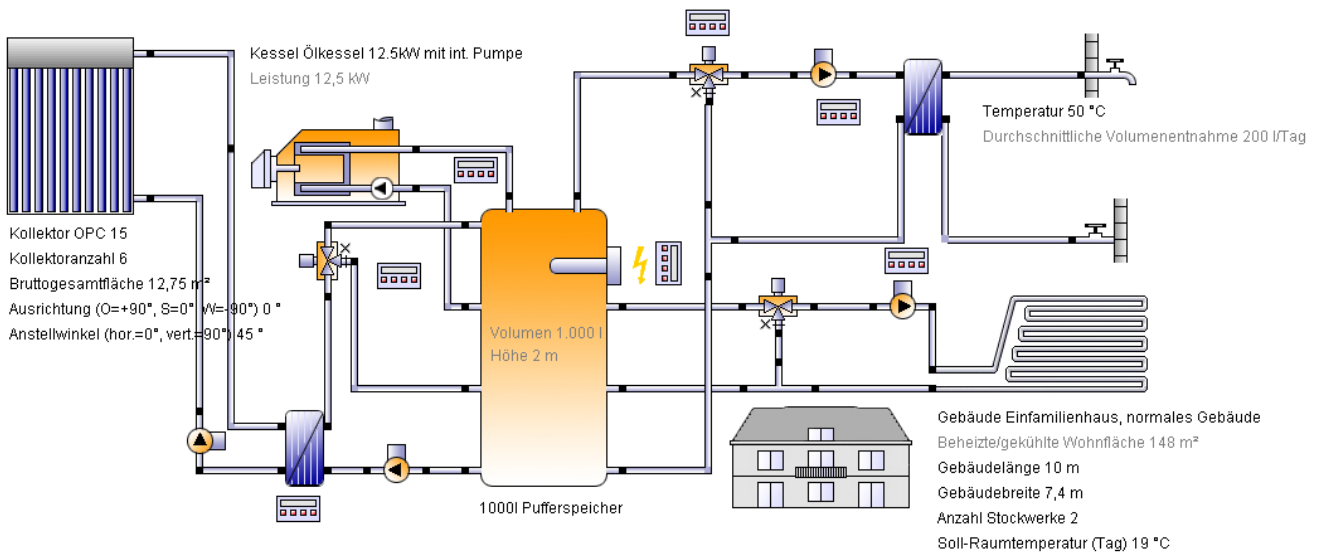 Kessel Ölkessel 12.5kW mit int. Pumpe
Leistung 12,5 kW
Temperatur 50 °C
Durchschnittliche Volumenentnahme 200 l/Tag
Kollektor OPC 15
Kollektoranzahl 6
Bruttogesamtfläche 12,75 m²
Ausrichtung (O=+90°, S=0°, W=-90°) 0 °
Anstellwinkel (hor.=0°, vert.=90°) 45 °
Volumen 1.000 l
Höhe 2 m
1000l Pufferspeicher
Gebäude Einfamilienhaus, normales Gebäude
Beheizte/gekühlte Wohnfläche 148 m²
Gebäudelänge 10 m
Gebäudebreite 7,4 m
Anzahl Stockwerke 2
Soll-Raumtemperatur (Tag) 19 °C